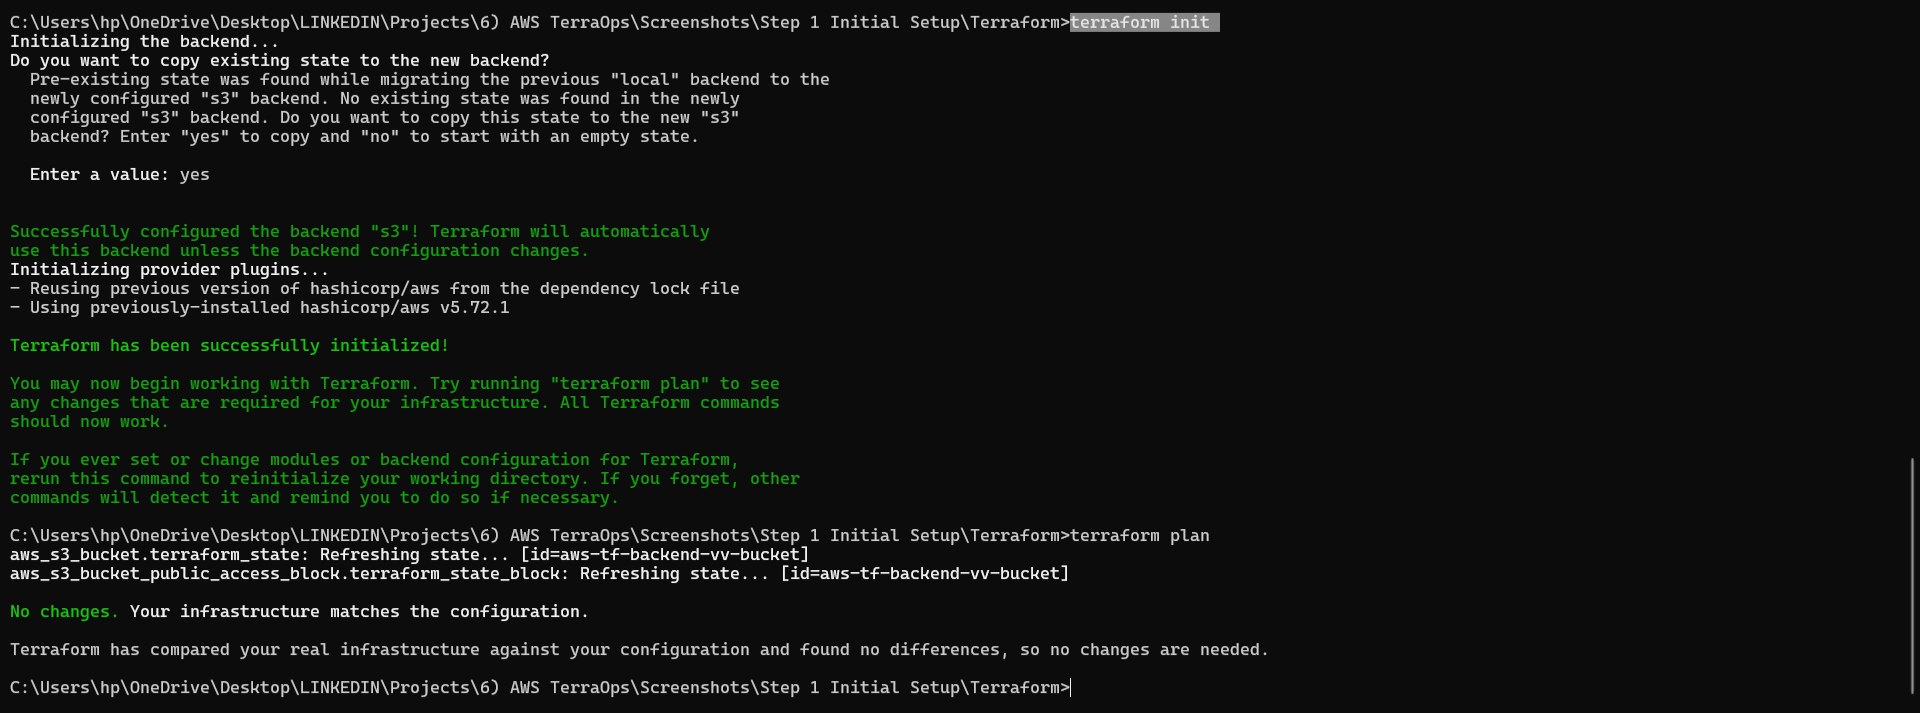 C:\Users\hp\OneDrive\Desktop\LINKEDIN\Projects\6) AWS TerraOps\Screenshots\Step 1 Initial Setup\Terraform>terraform init
Initializing the backend...
Do you want to copy existing state to the new backend?
  Pre-existing state was found while migrating the previous "local" backend to the
  newly configured "s3" backend. No existing state was found in the newly
  configured "s3" backend. Do you want to copy this state to the new "s3"
  backend? Enter "yes" to copy and "no" to start with an empty state.
  Enter a value: yes
Successfully configured the backend "s3"! Terraform will automatically
use this backend unless the backend configuration changes.
Initializing provider plugins...
- Reusing previous version of hashicorp/aws from the dependency lock file
- Using previously-installed hashicorp/aws v5.72.1
Terraform has been successfully initialized!
You may now begin working with Terraform. Try running "terraform plan" to see
any changes that are required for your infrastructure. All Terraform commands
should now work.
If you ever set or change modules or backend configuration for Terraform,
rerun this command to reinitialize your working directory. If you forget, other
commands will detect it and remind you to do so if necessary.
C:\Users\hp\OneDrive\Desktop\LINKEDIN\Projects\6) AWS TerraOps\Screenshots\Step 1 Initial Setup\Terraform>terraform plan
aws_s3_bucket.terraform_state: Refreshing state... [id=aws-tf-backend-vv-bucket]
aws_s3_bucket_public_access_block.terraform_state_block: Refreshing state... [id=aws-tf-backend-vv-bucket]
No changes. Your infrastructure matches the configuration.
Terraform has compared your real infrastructure against your configuration and found no differences, so no changes are needed.
C:\Users\hp\OneDrive\Desktop\LINKEDIN\Projects\6) AWS TerraOps\Screenshots\Step 1 Initial Setup\Terraform>